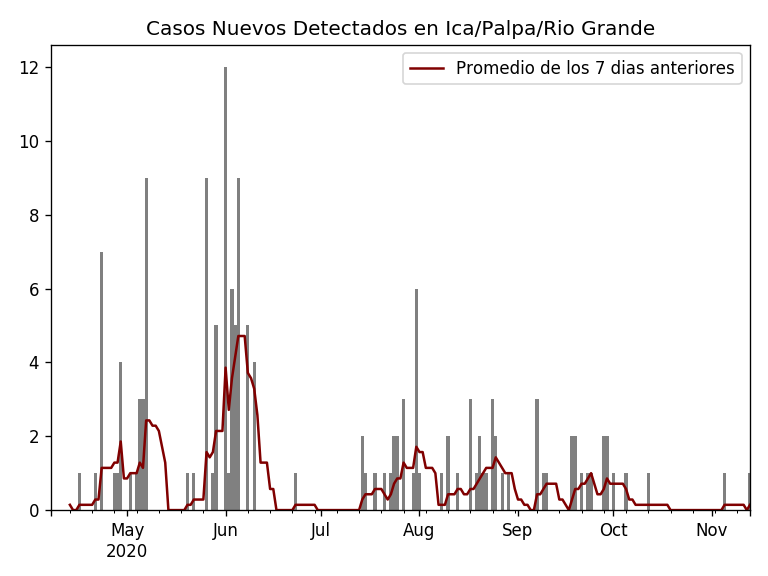 Casos Nuevos Detectados en Ica/Palpa/Rio Grande
Promedio de los 7 dias anteriores
12
10
8
6
4
2
0
May Jun Jul Aug Sep Oct Nov
2020